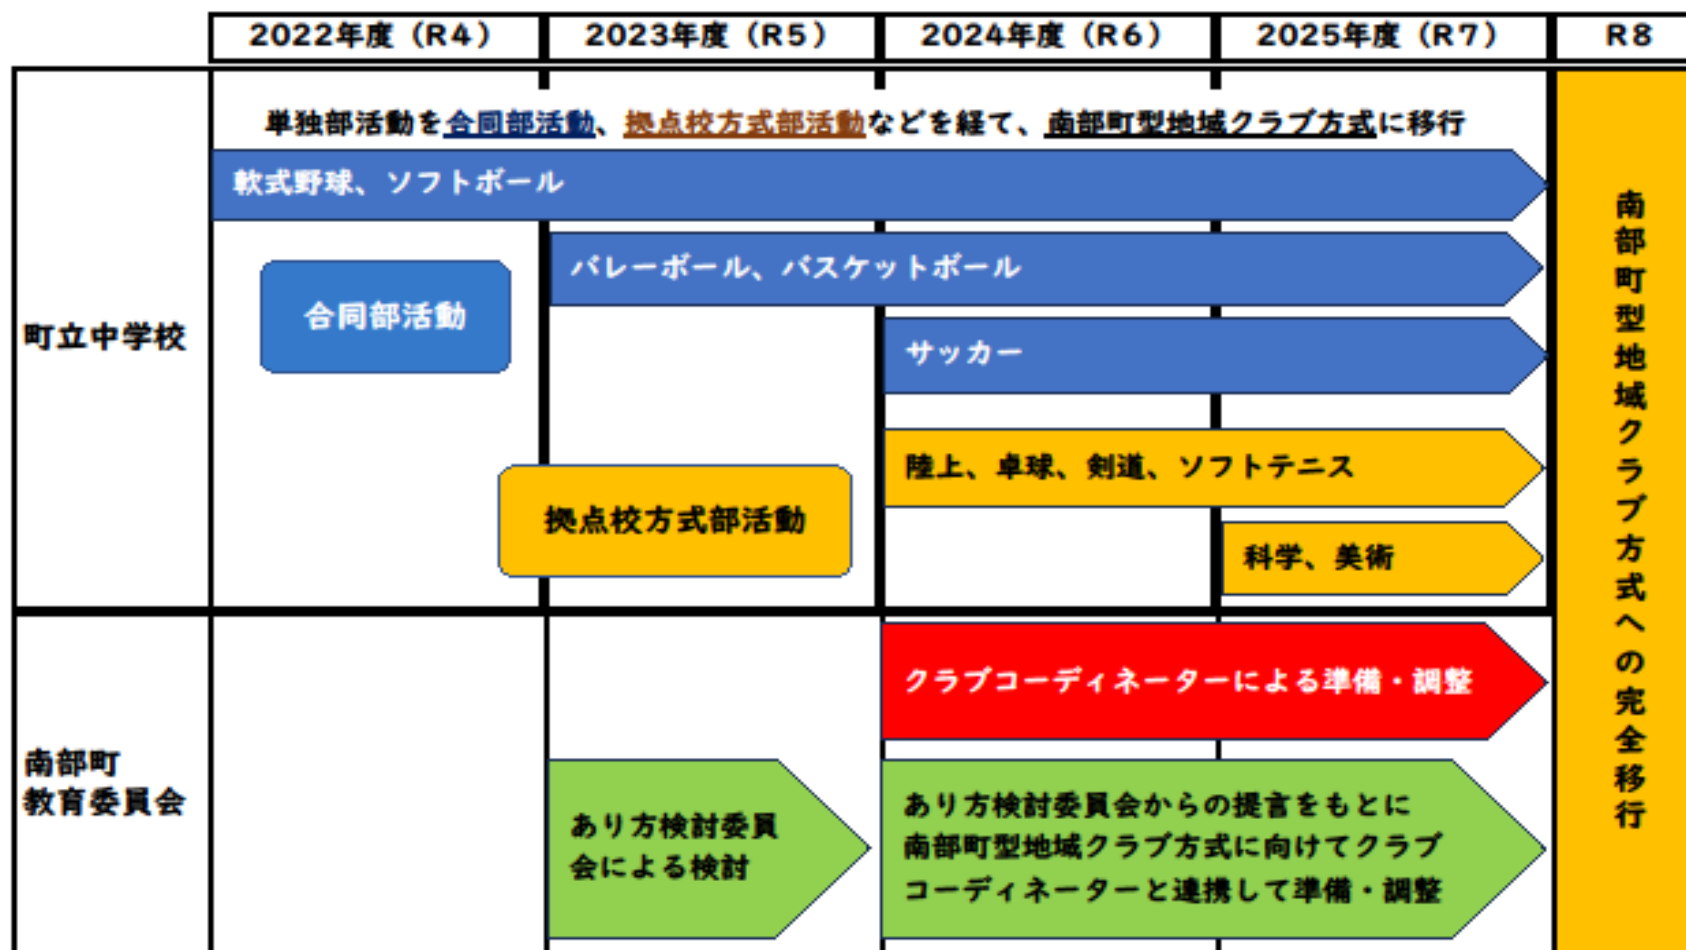 2022年度（R４） 2023年度（R５） 2024年度（R６） 2025年度（R７） R８
単独部活動を合同部活動、拠点校方式部活動などを経て、南部町型地域クラブ方式に移行
軟式野球、ソフトボール
バレーボール、バスケットボール
合同部活動
サッカー
町立中学校
陸上、卓球、剣道、ソフトテニス
拠点校方式部活動
科学、美術
クラブコーディネーターによる準備・調整
南部町
教育委員会
あり方検討委員
会による検討
あり方検討委員会からの提言をもとに
南部町型地域クラブ方式に向けてクラブ
コーディネーターと連携して準備・調整
南部町型地域クラブ方式への完全移行